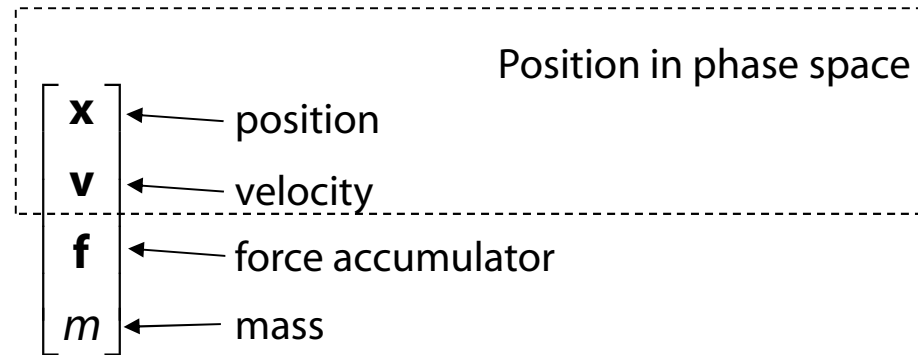 Position in phase space
x position
v velocity
f force accumulator
m mass